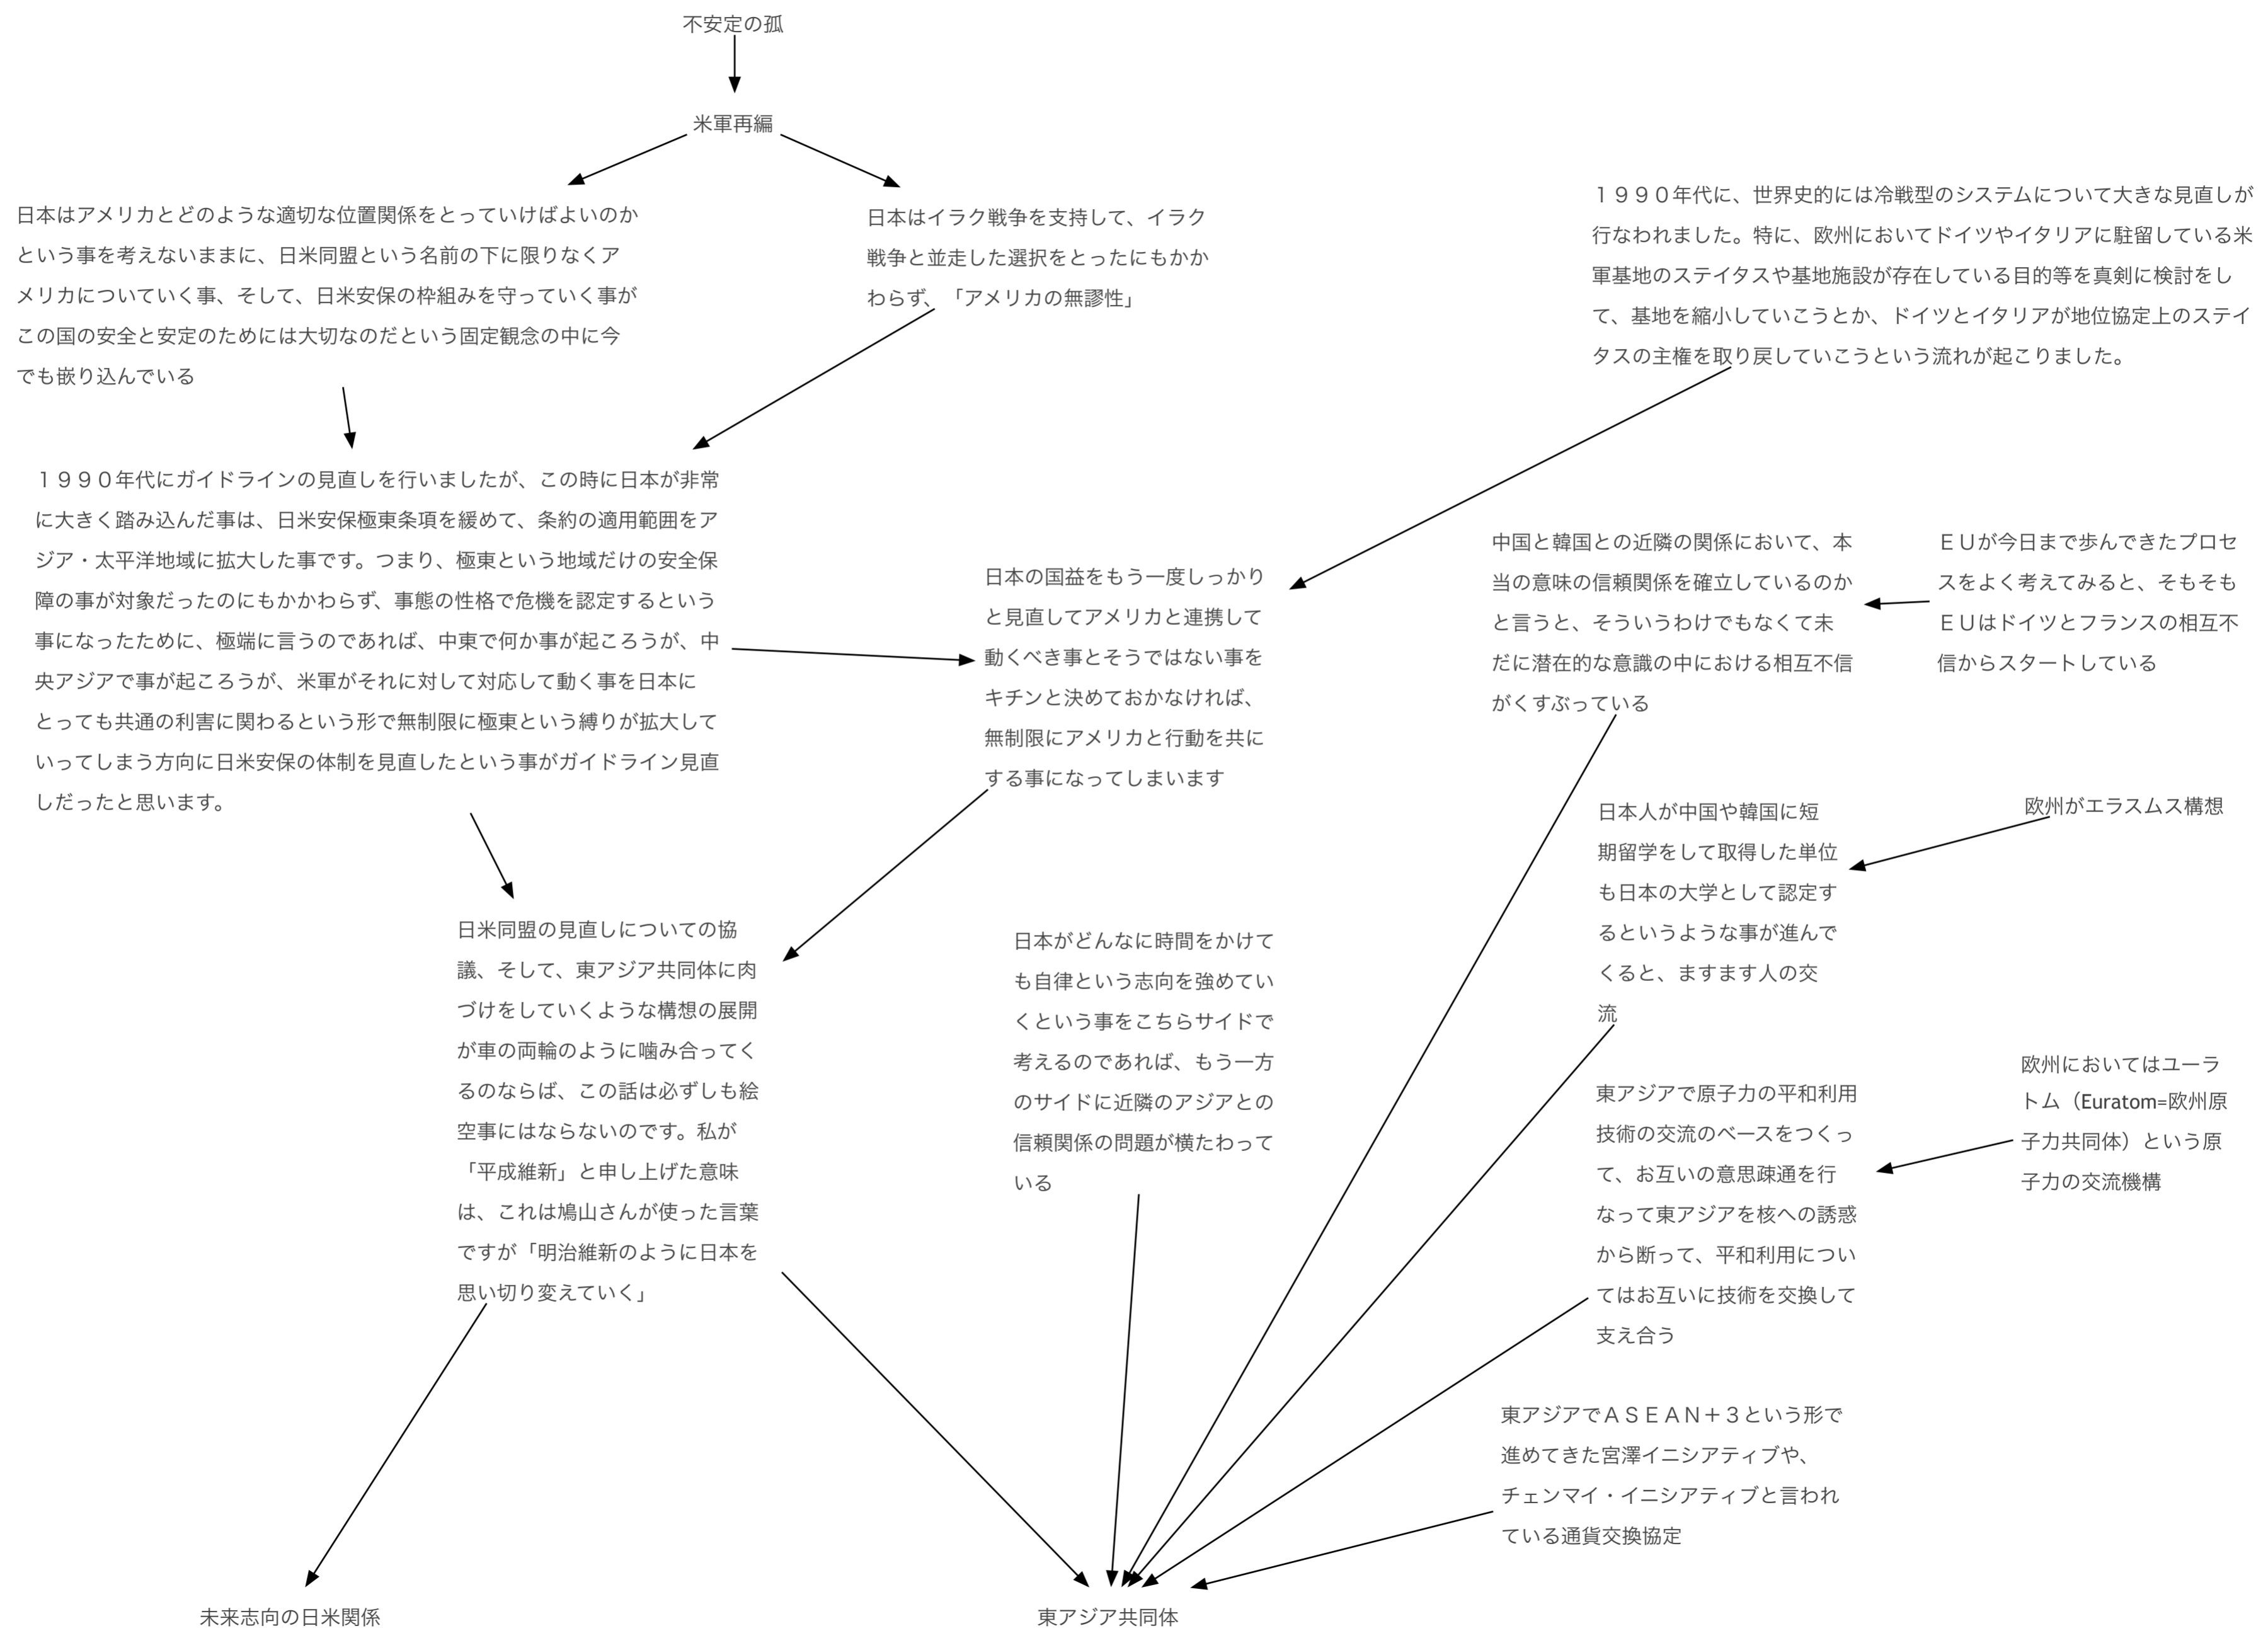 不安定の孤
米軍再編
日本はアメリカとどのような適切な位置関係をとっていけばよいのか
という事を考えないままに、日米同盟という名前の下に限りなくア
メリカについていく事、そして、日米安保の枠組みを守っていく事が
この国の安全と安定のためには大切なのだという固定観念の中に今
でも嵌り込んでいる
日本はイラク戦争を支持して、イラク
戦争と並走した選択をとったにもかか
わらず、「アメリカの無謬性」
１９９０年代に、世界史的には冷戦型のシステムについて大きな見直しが
行なわれました。特に、欧州においてドイツやイタリアに駐留している米
軍基地のステイタスや基地施設が存在している目的等を真剣に検討をし
て、基地を縮小していこうとか、ドイツとイタリアが地位協定上のステイ
タスの主権を取り戻していこうという流れが起こりました。
１９９０年代にガイドラインの見直しを行いましたが、この時に日本が非常
に大きく踏み込んだ事は、日米安保極東条項を緩めて、条約の適用範囲をア
ジア・太平洋地域に拡大した事です。つまり、極東という地域だけの安全保
障の事が対象だったのにもかかわらず、事態の性格で危機を認定するという
事になったために、極端に言うのであれば、中東で何か事が起ころうが、中
央アジアで事が起ころうが、米軍がそれに対して対応して動く事を日本に
とっても共通の利害に関わるという形で無制限に極東という縛りが拡大して
いってしまう方向に日米安保の体制を見直したという事がガイドライン見直
しだったと思います。
日本の国益をもう一度しっかり
と見直してアメリカと連携して
動くべき事とそうではない事を
キチンと決めておかなければ、
無制限にアメリカと行動を共に
する事になってしまいます
中国と韓国との近隣の関係において、本
当の意味の信頼関係を確立しているのか
と言うと、そういうわけでもなくて未
だに潜在的な意識の中における相互不信
がくすぶっている
ＥＵが今日まで歩んできたプロセ
スをよく考えてみると、そもそも
ＥＵはドイツとフランスの相互不
信からスタートしている
日本人が中国や韓国に短
期留学をして取得した単位
も日本の大学として認定す
るというような事が進んで
くると、ますます人の交
流
欧州がエラスムス構想
日米同盟の見直しについての協
議、そして、東アジア共同体に肉
づけをしていくような構想の展開
が車の両輪のように噛み合ってく
るのならば、この話は必ずしも絵
空事にはならないのです。私が
「平成維新」と申し上げた意味
は、これは鳩山さんが使った言葉
ですが「明治維新のように日本を
思い切り変えていく」
日本がどんなに時間をかけて
も自律という志向を強めてい
くという事をこちらサイドで
考えるのであれば、もう一方
のサイドに近隣のアジアとの
信頼関係の問題が横たわって
いる
東アジアで原子力の平和利用
技術の交流のベースをつくっ
て、お互いの意思疎通を行
なって東アジアを核への誘惑
から断って、平和利用につい
てはお互いに技術を交換して
支え合う
欧州においてはユーラ
トム（Euratom=欧州原
子力共同体）という原
子力の交流機構
東アジアでＡＳＥＡＮ＋３という形で
進めてきた宮澤イニシアティブや、
チェンマイ・イニシアティブと言われ
ている通貨交換協定
未来志向の日米関係
東アジア共同体